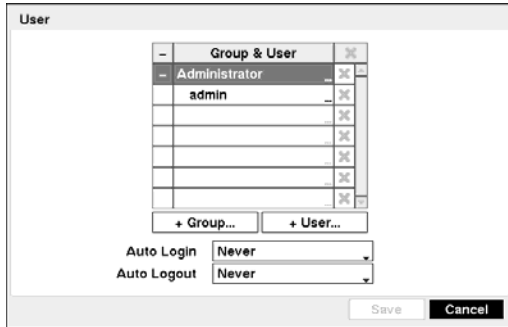 User
– Group & User
– Administrator
admin
+ Group... + User...
Auto Login Never
Auto Logout Never
Save Cancel